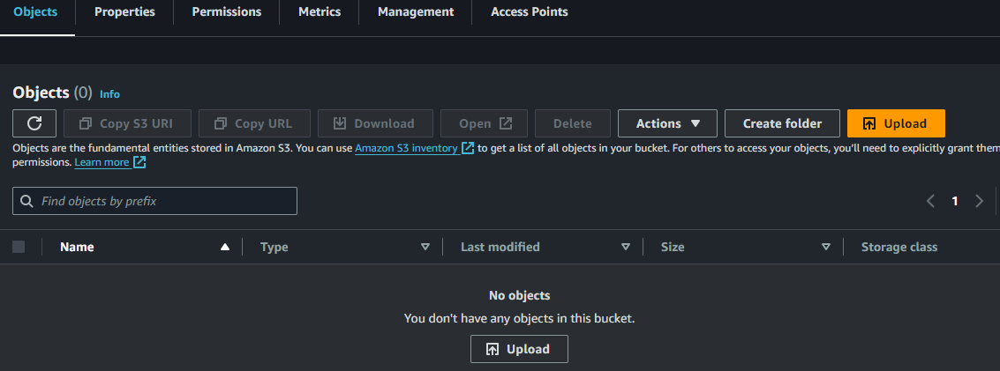 Objects Properties Permissions Metrics Management Access Points
Objects (0) Info
Copy S3 URI Copy URL Download Open Delete Actions Create folder Upload
Objects are the fundamental entities stored in Amazon S3. You can use Amazon S3 inventory to get a list of all objects in your bucket. For others to access your objects, you'll need to explicitly grant them
permissions. Learn more
Find objects by prefix 1
Name Type Last modified Size Storage class
No objects
You don't have any objects in this bucket.
Upload